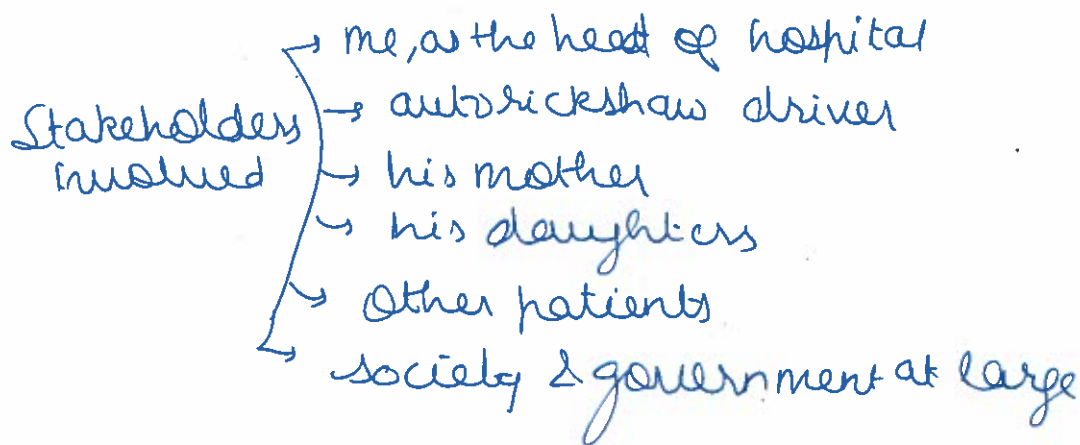 Stakeholders involved
→ me, as the head of hospital
→ autorickshaw driver
→ his mother
→ his daughters
→ Other patients
→ society & government at large